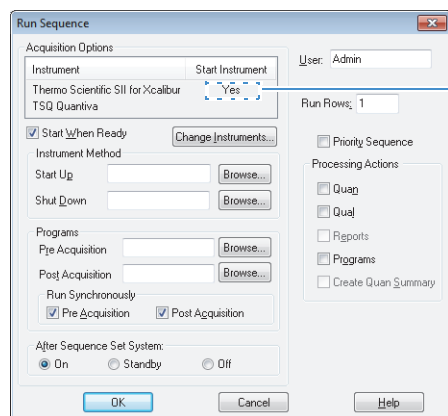 Run Sequence
Acquisition Options
Instrument Start Instrument
Thermo Scientific SII for Xcalibur Yes
TSQ Quantiva
Start When Ready Change Instruments...
Instrument Method
Start Up Browse...
Shut Down Browse...
Programs
Pre Acquisition Browse...
Post Acquisition Browse...
Run Synchronously
Pre Acquisition Post Acquisition
After Sequence Set System:
On Standby Off
User: Admin
Run Rows: 1
Priority Sequence
Processing Actions
Quan
Qual
Reports
Programs
Create Quan Summary
OK Cancel Help